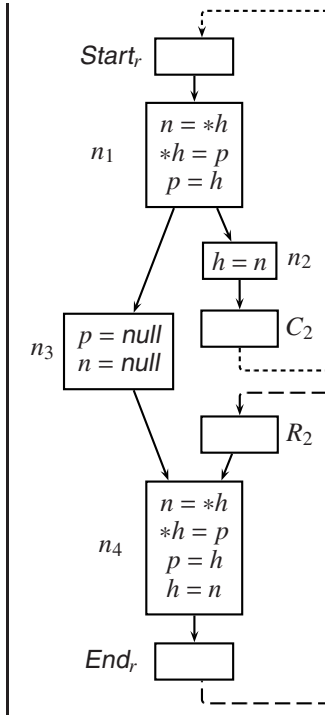 Start_r
n_1
n = *h
*h = p
p = h
h = n
n_2
C_2
n_3
p = null
n = null
R_2
n_4
n = *h
*h = p
p = h
h = n
End_r